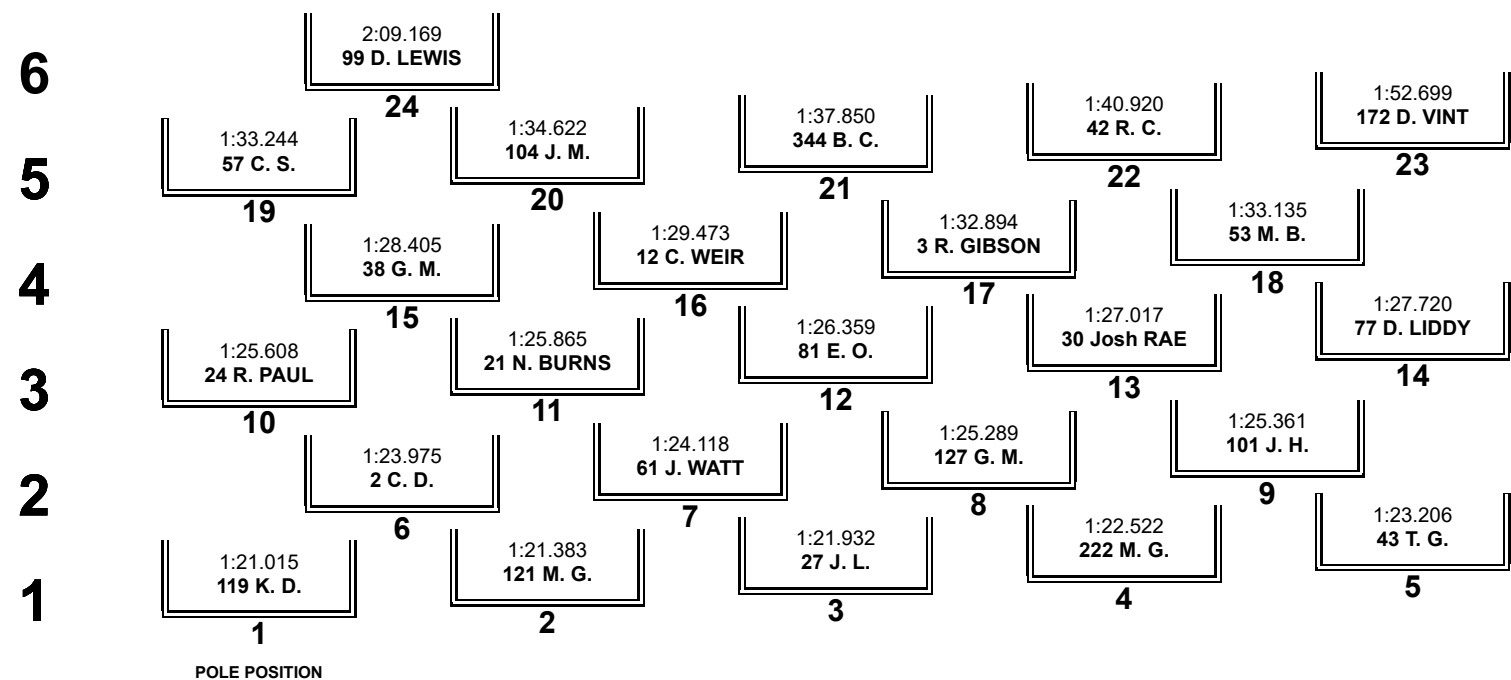 6
2:09.169
99 D. LEWIS
24
5
1:33.244
57 C. S.
19
1:34.622
104 J. M.
20
1:37.850
344 B. C.
21
1:40.920
42 R. C.
22
1:52.699
172 D. VINT
23
4
1:28.405
38 G. M.
15
1:29.473
12 C. WEIR
16
1:32.894
3 R. GIBSON
17
1:33.135
53 M. B.
18
3
1:25.608
24 R. PAUL
10
1:25.865
21 N. BURNS
11
1:26.359
81 E. O.
12
1:27.017
30 Josh RAE
13
1:27.720
77 D. LIDDY
14
2
1:23.975
2 C. D.
6
1:24.118
61 J. WATT
7
1:25.289
127 G. M.
8
1:25.361
101 J. H.
9
1
1:21.015
119 K. D.
1
1:21.383
121 M. G.
2
1:21.932
27 J. L.
3
1:22.522
222 M. G.
4
1:23.206
43 T. G.
5
POLE POSITION